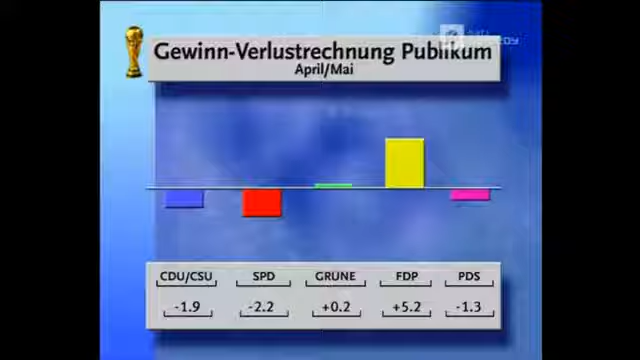 Gewinn-Verlustrechnung Publikum
April/Mai
CDU/CSU SPD GRÜNE FDP PDS
-1.9 -2.2 +0.2 +5.2 -1.3